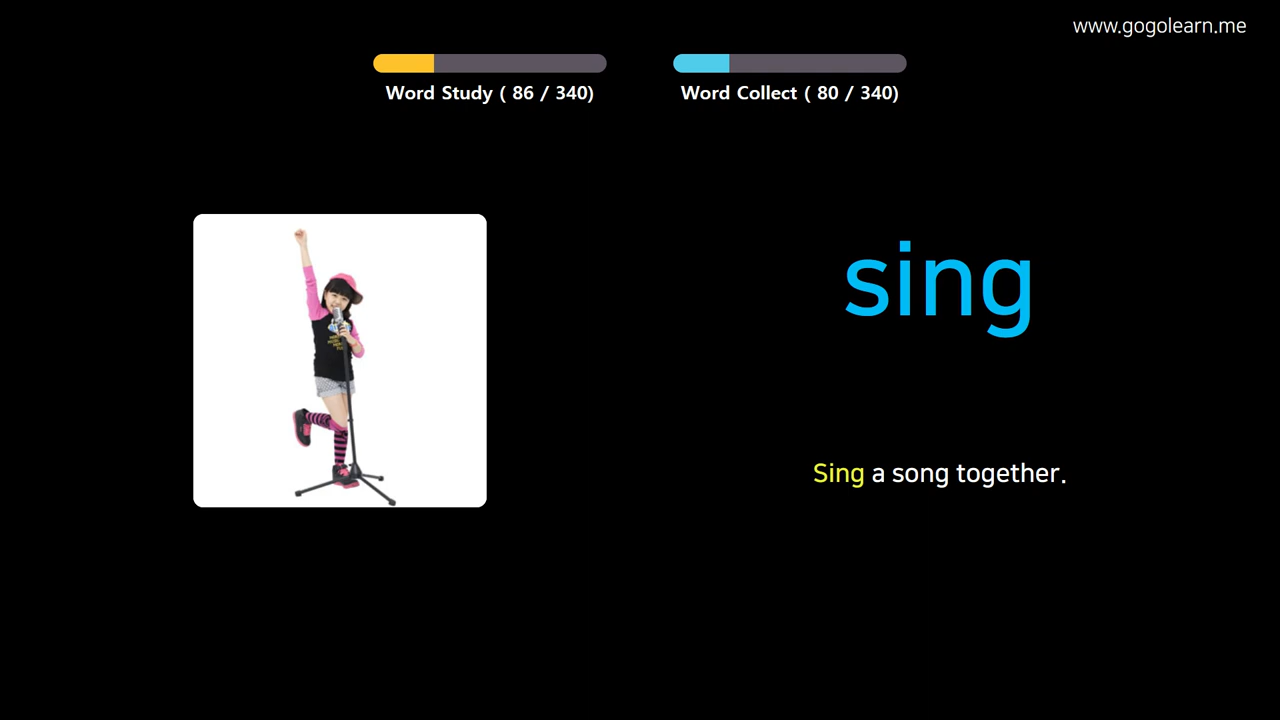 www.gogolearn.me
Word Study ( 86 / 340)
Word Collect ( 80 / 340)
sing
Sing a song together.